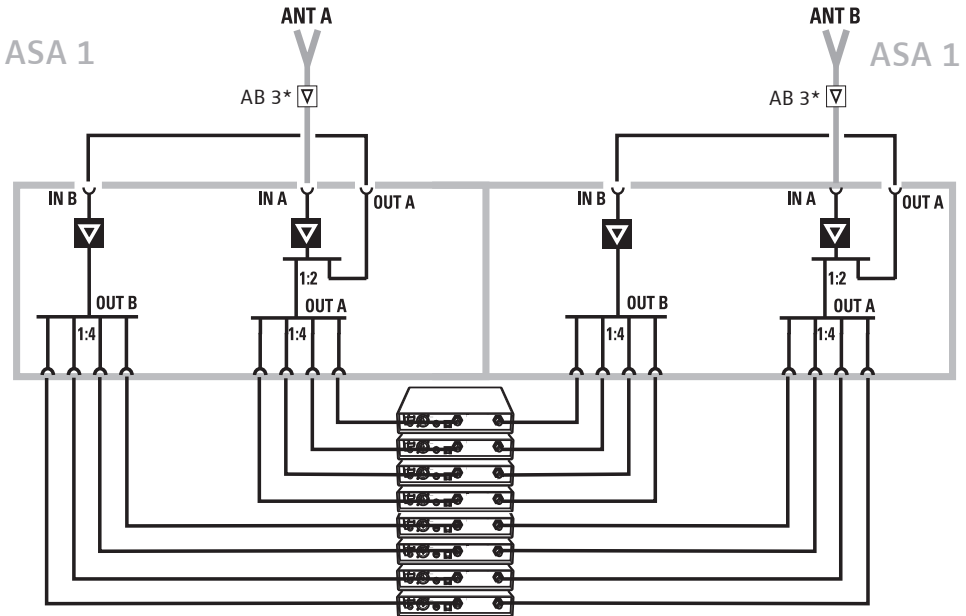 ANT A
ANT B
ASA 1
ASA 1
AB 3*
AB 3*
IN B
IN A
OUT A
IN B
IN A
OUT A
1:2
1:2
OUT B
OUT A
OUT B
OUT A
1:4
1:4
1:4
1:4